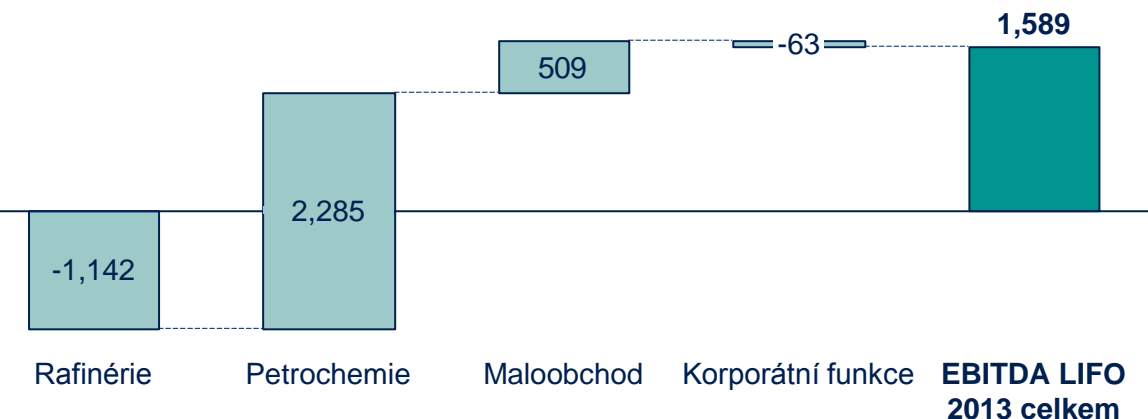 1,589
-63
509
2,285
-1,142
Rafinérie
Petrochemie
Maloobchod
Korporátní funkce
EBITDA LIFO
2013 celkem